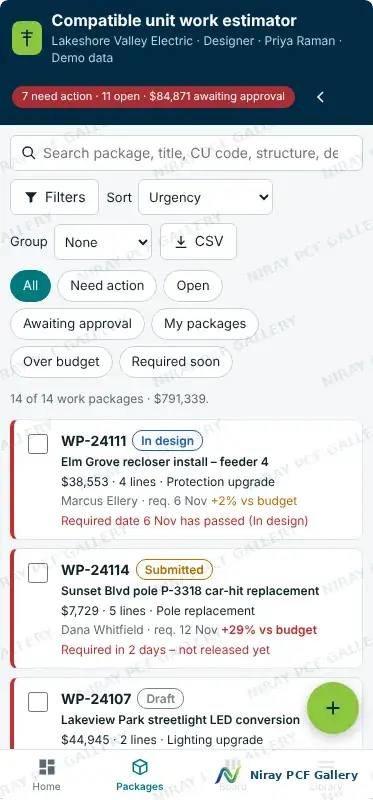 Compatible unit work estimator
Lakeshore Valley Electric · Designer · Priya Raman ·
Demo data
7 need action · 11 open · $84,871 awaiting approval
Search package, title, CU code, structure, de
Filters
Sort
Urgency
Group
None
CSV
All
Need action
Open
Awaiting approval
My packages
Over budget
Required soon
14 of 14 work packages · $791,339.
WP-24111
In design
Elm Grove recloser install – feeder 4
$38,553 · 4 lines · Protection upgrade
Marcus Ellery · req. 6 Nov +2% vs budget
Required date 6 Nov has passed (In design)
WP-24114
Submitted
Sunset Blvd pole P-3318 car-hit replacement
$7,729 · 5 lines · Pole replacement
Dana Whitfield · req. 12 Nov +29% vs budget
Required in 2 days – not released yet
WP-24107
Draft
Lakeview Park streetlight LED conversion
$44,945 · 2 lines · Lighting upgrade
Home
Packages
Board
Library
Niray PCF Gallery
NIRAY PCF GALLERY